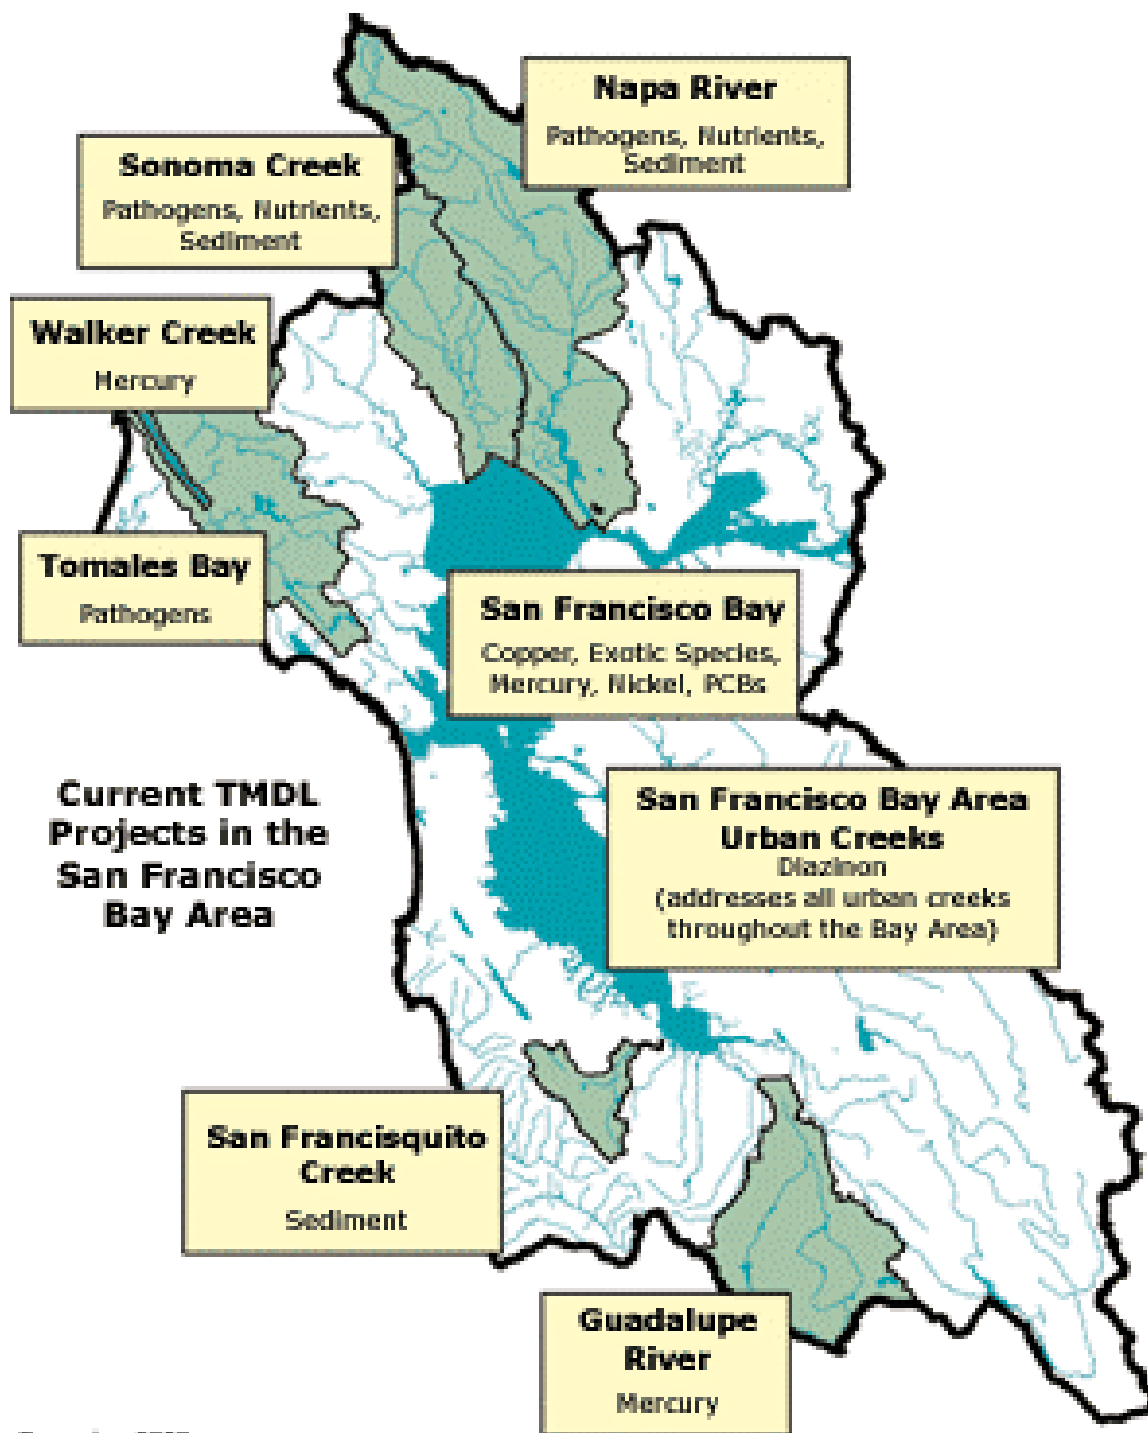 Napa River
Pathogens, Nutrients,
Sediment
Sonoma Creek
Pathogens, Nutrients,
Sediment
Walker Creek
Mercury
Tomales Bay
Pathogens
San Francisco Bay
Copper, Exotic Species,
Mercury, Nickel, PCBs
Current TMDL
Projects in the
San Francisco
Bay Area
San Francisco Bay Area
Urban Creeks
Diazinon
(addresses all urban creeks
throughout the Bay Area)
San Francisquito
Creek
Sediment
Guadalupe
River
Mercury